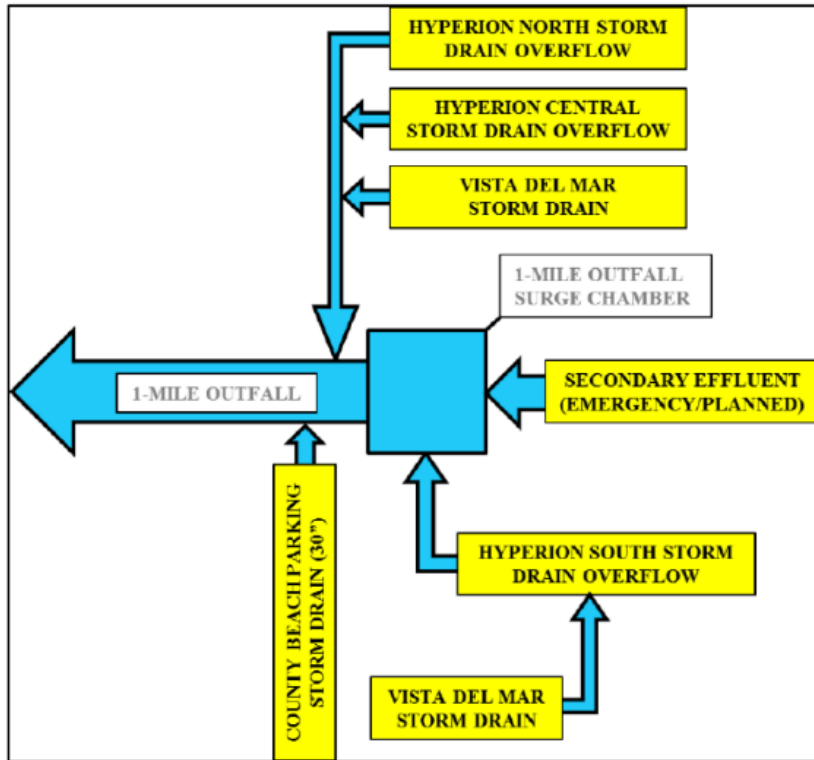 HYPERION NORTH STORM
DRAIN OVERFLOW
HYPERION CENTRAL
STORM DRAIN OVERFLOW
VISTA DEL MAR
STORM DRAIN
1-MILE OUTFALL
SURGE CHAMBER
1-MILE OUTFALL
SECONDARY EFFLUENT
(EMERGENCY/PLANNED)
COUNTY BEACH PARKING
STORM DRAIN (30”)
HYPERION SOUTH STORM
DRAIN OVERFLOW
VISTA DEL MAR
STORM DRAIN